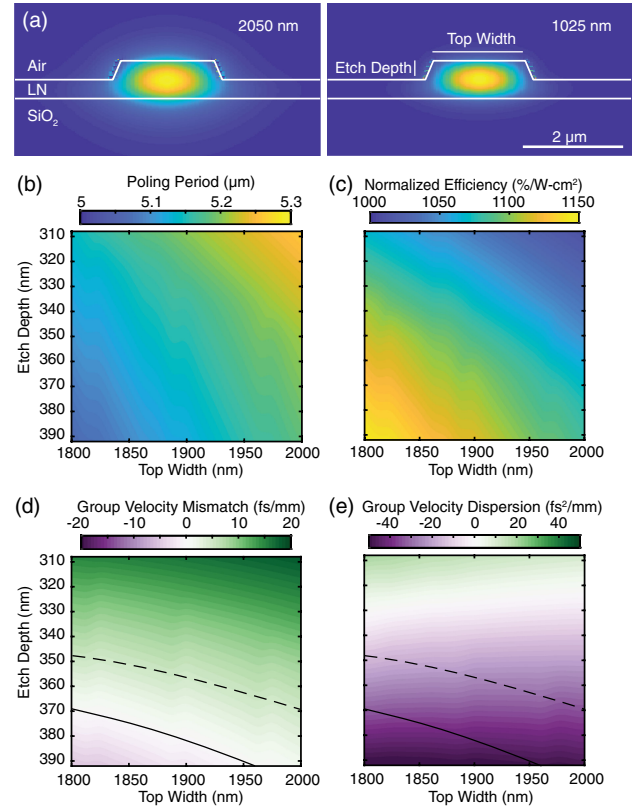 (a)
2050 nm
1025 nm
Air
LN
SiO₂
Top Width
Etch Depth
2 μm
(b)
Poling Period (μm)
5 5.1 5.2 5.3
(c)
Normalized Efficiency (%/W-cm²)
1000 1050 1100 1150
Etch Depth (nm)
310
320
330
340
350
360
370
380
390
1800 1850 1900 1950 2000
Top Width (nm)
1800 1850 1900 1950 2000
Top Width (nm)
(d)
Group Velocity Mismatch (fs/mm)
-20 -10 0 10 20
(e)
Group Velocity Dispersion (fs²/mm)
-40 -20 0 20 40
Etch Depth (nm)
310
320
330
340
350
360
370
380
390
1800 1850 1900 1950 2000
Top Width (nm)
1800 1850 1900 1950 2000
Top Width (nm)